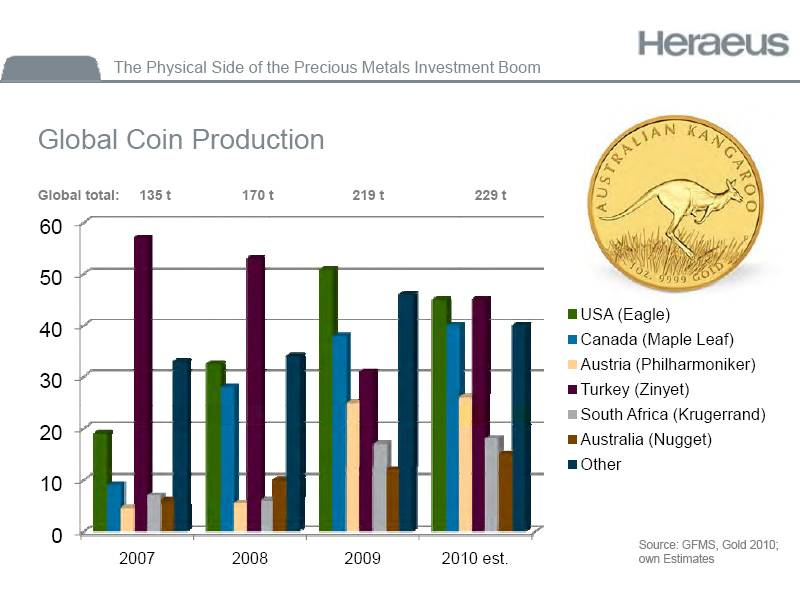 Heraeus
The Physical Side of the Precious Metals Investment Boom
Global Coin Production
AUSTRALIAN KANGAROO
P
1 OZ. 9999 GOLD
Global total: 135 t 170 t 219 t 229 t
60
50
40
30
20
10
0
2007 2008 2009 2010 est.
USA (Eagle)
Canada (Maple Leaf)
Austria (Philharmoniker)
Turkey (Zinyet)
South Africa (Krugerrand)
Australia (Nugget)
Other
Source: GFMS, Gold 2010;
own Estimates